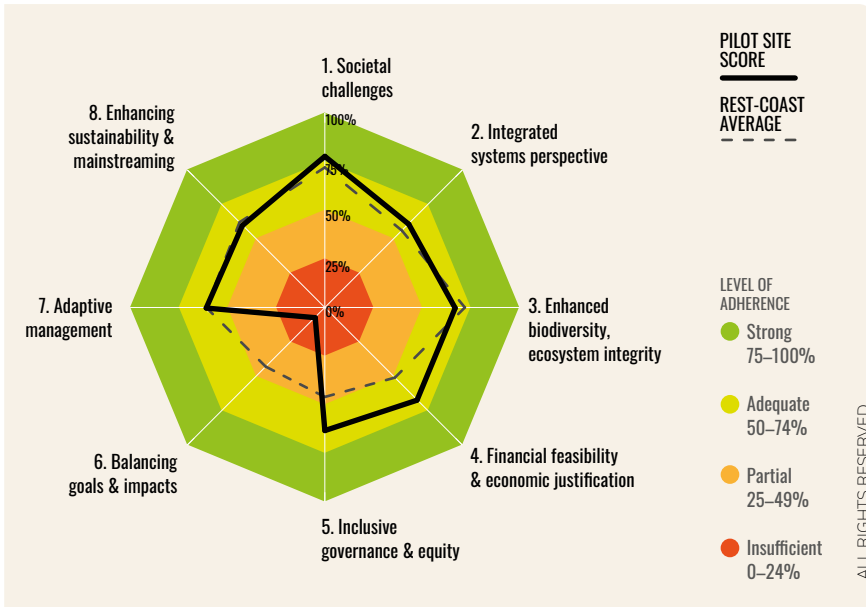 PILOT SITE
SCORE
REST-COAST
AVERAGE
1. Societal
challenges
2. Integrated
systems perspective
3. Enhanced
biodiversity,
ecosystem integrity
4. Financial feasibility
& economic justification
5. Inclusive
governance & equity
6. Balancing
goals & impacts
7. Adaptive
management
8. Enhancing
sustainability &
mainstreaming
100%
75%
50%
25%
0%
LEVEL OF
ADHERENCE
Strong
75–100%
Adequate
50–74%
Partial
25–49%
Insufficient
0–24%
ALL RIGHTS RESERVED